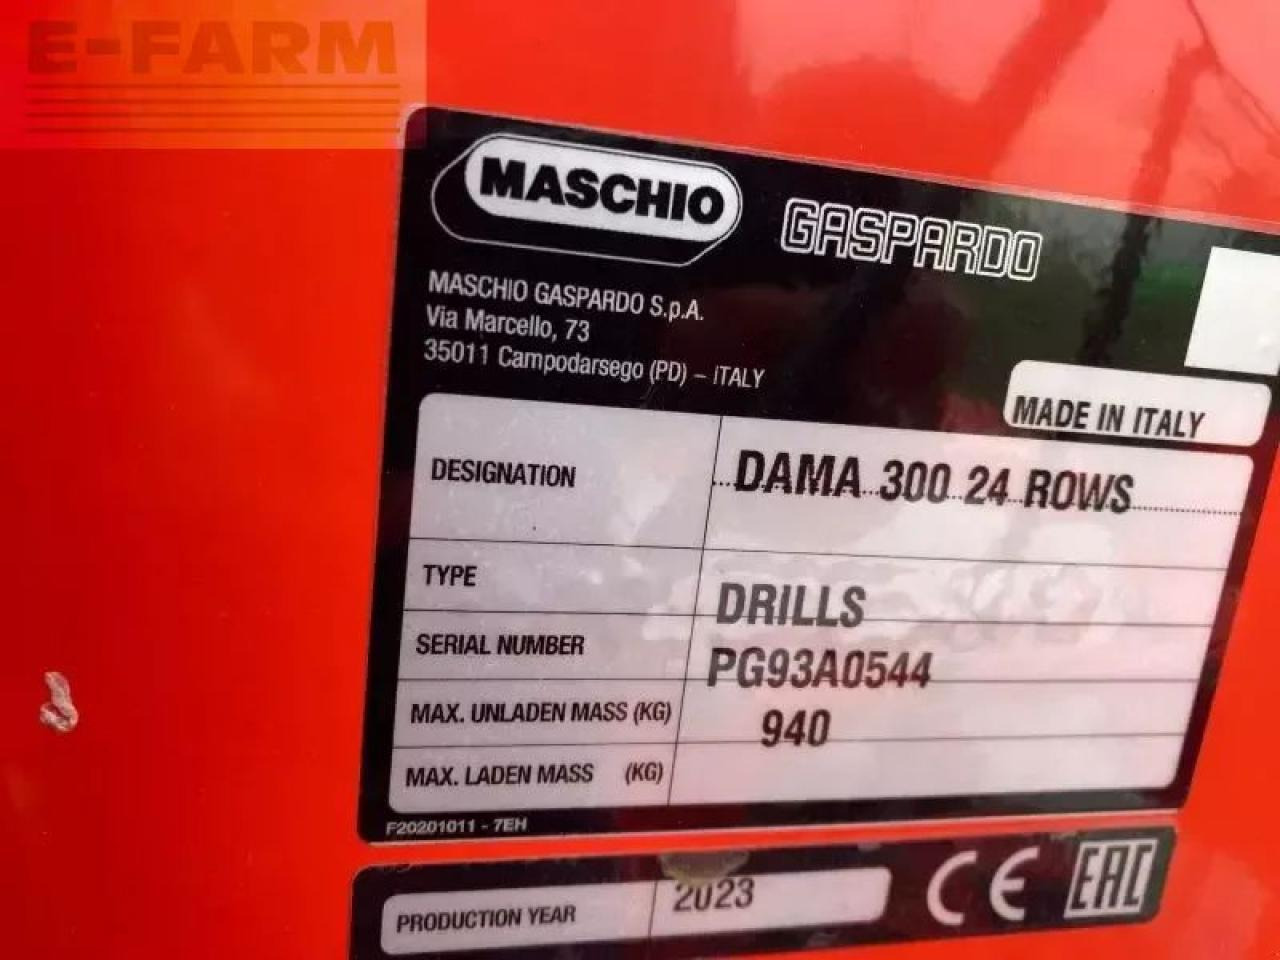 E-FARM
MASCHIO GASPARDO
MASCHIO GASPARDO S.p.A.
Via Marcello, 73
35011 Campodarsego (PD) – ITALY
MADE IN ITALY
DESIGNATION DAMA 300 24 ROWS
TYPE DRILLS
SERIAL NUMBER PG93A0544
MAX. UNLADEN MASS (KG) 940
MAX. LADEN MASS (KG)
F20201011 - 7EH
PRODUCTION YEAR 2023 CE EAC